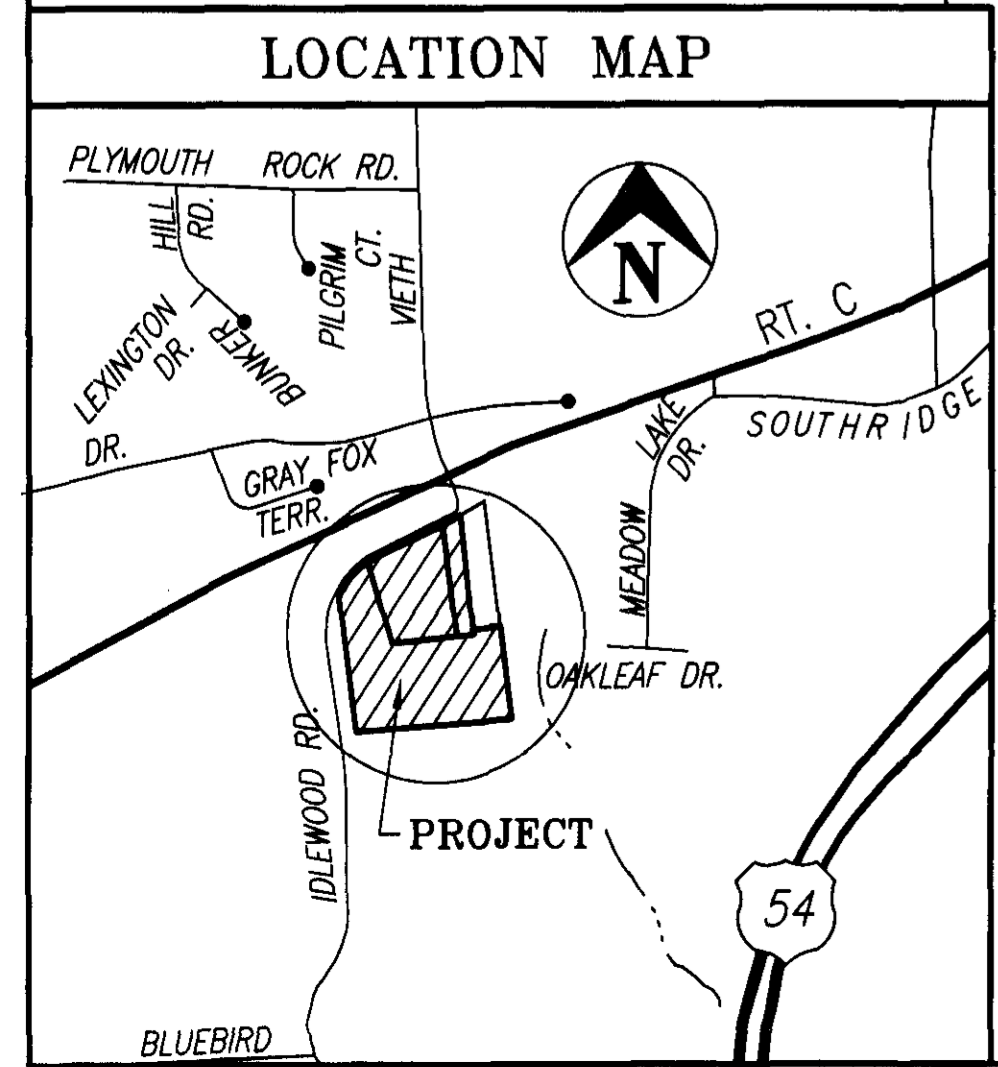 LOCATION MAP
PLYMOUTH ROCK RD.
HILL
RD.
PILGRIM
CT.
VIETH
N
RT. C
LEXINGTON
DR.
BUNKER
DR.
GRAY FOX
TERR.
LAKE
DR.
SOUTHRIDGE
MEADOW
OAKLEAF DR.
IDLEWOOD RD.
PROJECT
54
BLUEBIRD